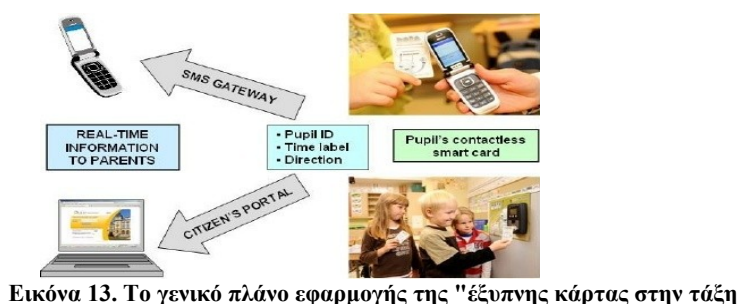 SMS GATEWAY
REAL-TIME
INFORMATION
TO PARENTS
• Pupil ID
• Time label
• Direction
Pupil's contactless
smart card
CITIZEN'S PORTAL
Εικόνα 13. Το γενικό πλάνο εφαρμογής της "έξυπνης κάρτας στην τάξη